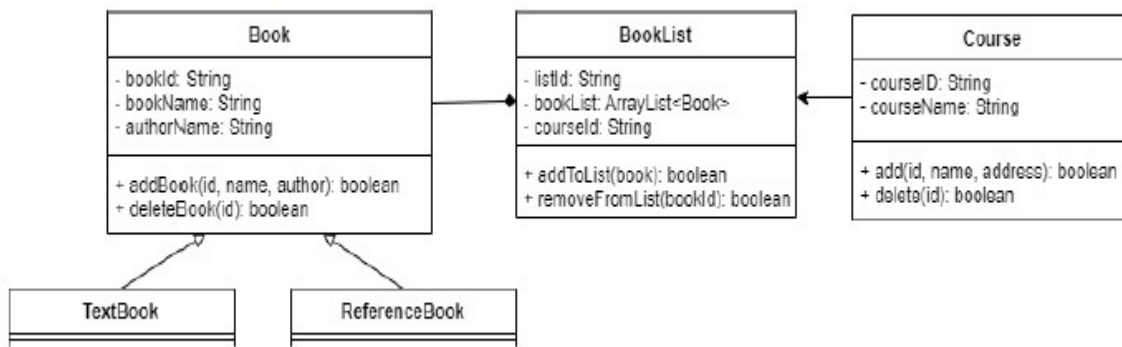 Book
- bookId: String
- bookName: String
- authorName: String
+ addBook(id, name, author): boolean
+ deleteBook(id): boolean
BookList
- listId: String
- bookList: ArrayList<Book>
- courseId: String
+ addToList(book): boolean
+ removeFromList(bookId): boolean
Course
- courseID: String
- courseName: String
+ add(id, name, address): boolean
+ delete(id): boolean
TextBook
ReferenceBook